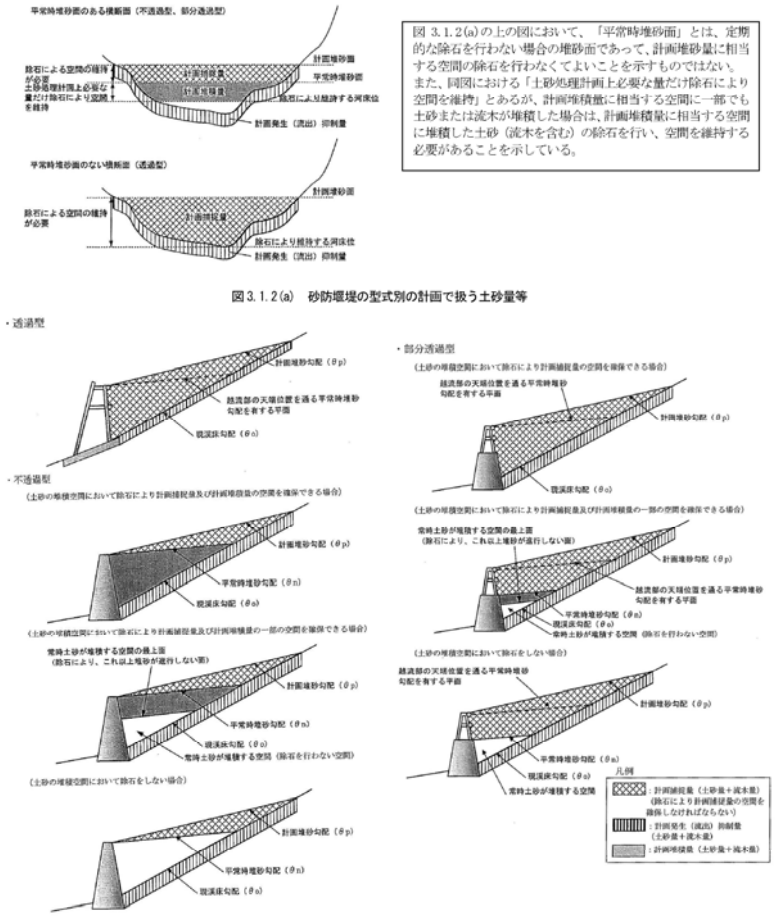 平常時堆砂面のある横断面（不透過型、部分透過型）
計画堆砂面
除石による空間の維持
が必要
計画捕捉量
平常時堆砂面
土砂処理計画上必要な
量だけ除石により空間
を維持
計画堆積量
除石により維持する河床位
計画発生（流出）抑制量
平常時堆砂面のない横断面（透過型）
計画堆砂面
除石による空間の維持
が必要
計画捕捉量
除石により維持する河床位
計画発生（流出）抑制量
図 3.1.2(a)の上の図において、「平常時堆砂面」とは、定期
的な除石を行わない場合の堆砂面であって、計画堆砂量に相当
する空間の除石を行わなくてよいことを示すものではない。
また、同図における「土砂処理計画上必要な量だけ除石により
空間を維持」とあるが、計画堆積量に相当する空間に一部でも
土砂または流木が堆積した場合は、計画堆積量に相当する空間
に堆積した土砂（流木を含む）の除石を行い、空間を維持する
必要があることを示している。
図 3.1.2(a)　砂防堰堤の型式別の計画で扱う土砂量等
・透過型
計画堆砂勾配（θp）
越流部の天端位置を通る平常時堆砂
勾配を有する平面
現渓床勾配（θo）
・不透過型
（土砂の堆積空間において除石により計画捕捉量及び計画堆積量の空間を確保できる場合）
計画堆砂勾配（θp）
平常時堆砂勾配（θn）
現渓床勾配（θo）
（土砂の堆積空間において除石により計画捕捉量及び計画堆積量の一部の空間を確保できる場合）
常時土砂が堆積する空間の最上面
（除石により、これ以上堆砂が進行しない面）
計画堆砂勾配（θp）
平常時堆砂勾配（θn）
現渓床勾配（θo）
常時土砂が堆積する空間（除石を行わない空間）
（土砂の堆積空間において除石をしない場合）
計画堆砂勾配（θp）
平常時堆砂勾配（θn）
現渓床勾配（θo）
・部分透過型
（土砂の堆積空間において除石により計画捕捉量の空間を確保できる場合）
越流部の天端位置を通る平常時堆砂
勾配を有する平面
計画堆砂勾配（θp）
現渓床勾配（θo）
（土砂の堆積空間において除石により計画捕捉量及び計画堆積量の一部の空間を確保できる場合）
常時土砂が堆積する空間の最上面
（除石により、これ以上堆砂が進行しない面）
計画堆砂勾配（θp）
越流部の天端位置を通る平常時堆砂
勾配を有する平面
平常時堆砂勾配（θn）
現渓床勾配（θo）
常時土砂が堆積する空間（除石を行わない空間）
（土砂の堆積空間において除石をしない場合）
越流部の天端位置を通る平常時堆砂
勾配を有する平面
計画堆砂勾配（θp）
平常時堆砂勾配（θn）
現渓床勾配（θo）
常時土砂が堆積する空間
凡例
：計画捕捉量（土砂量＋流木量）
（除石により計画捕捉量の空間を
確保しなければならない）
：計画発生（流出）抑制量
（土砂量＋流木量）
：計画堆積量（土砂量＋流木量）